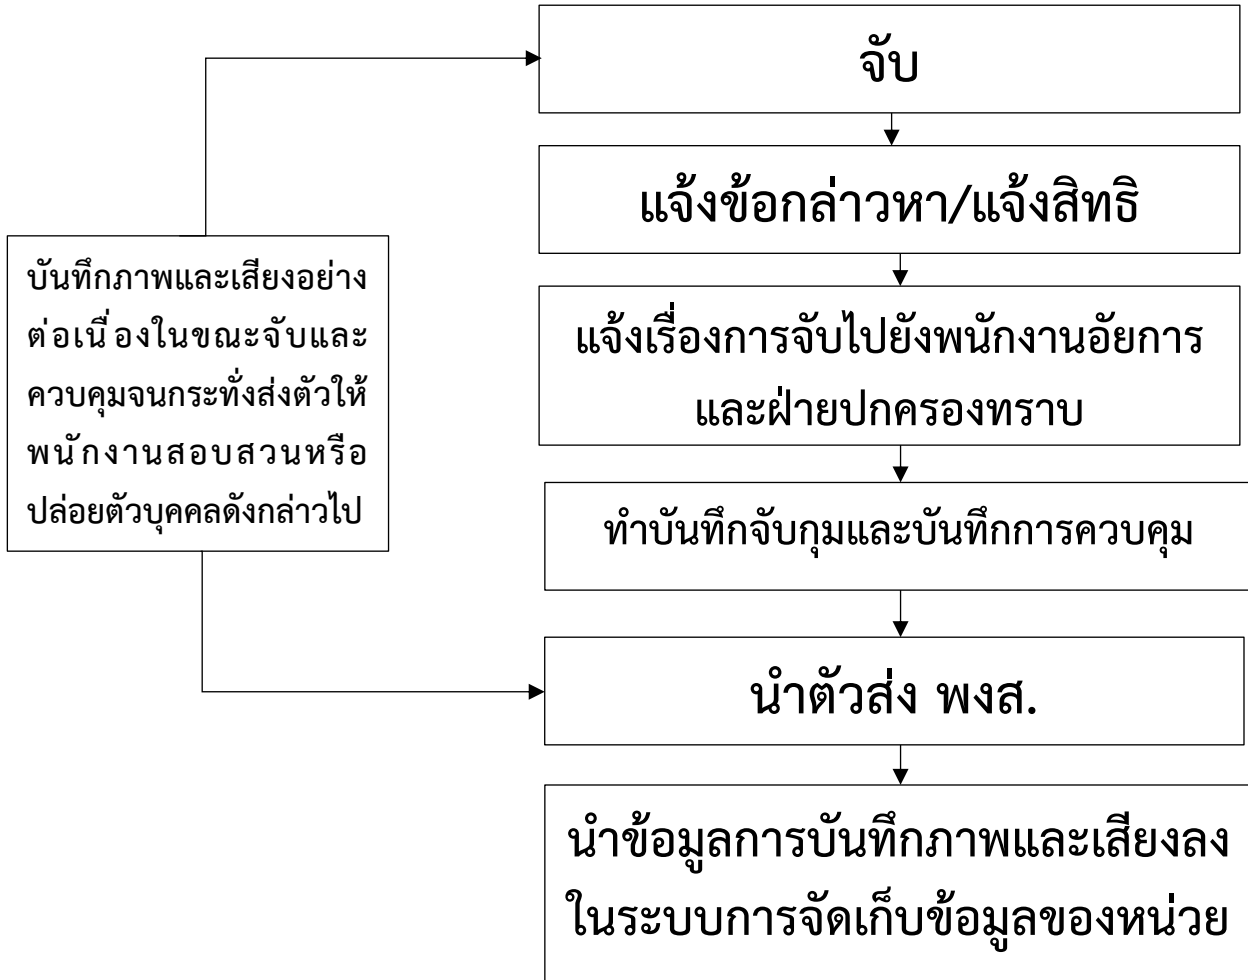 จับ
แจ้งข้อกล่าวหา/แจ้งสิทธิ
บันทึกภาพและเสียงอย่าง
ต่อเนื่องในขณะจับและ
ควบคุมจนกระทั่งส่งตัวให้
พนักงานสอบสวนหรือ
ปล่อยตัวบุคคลดังกล่าวไป
แจ้งเรื่องการจับไปยังพนักงานอัยการ
และฝ่ายปกครองทราบ
ทำบันทึกจับกุมและบันทึกการควบคุม
นำตัวส่ง พงส.
นำข้อมูลการบันทึกภาพและเสียงลง
ในระบบการจัดเก็บข้อมูลของหน่วย